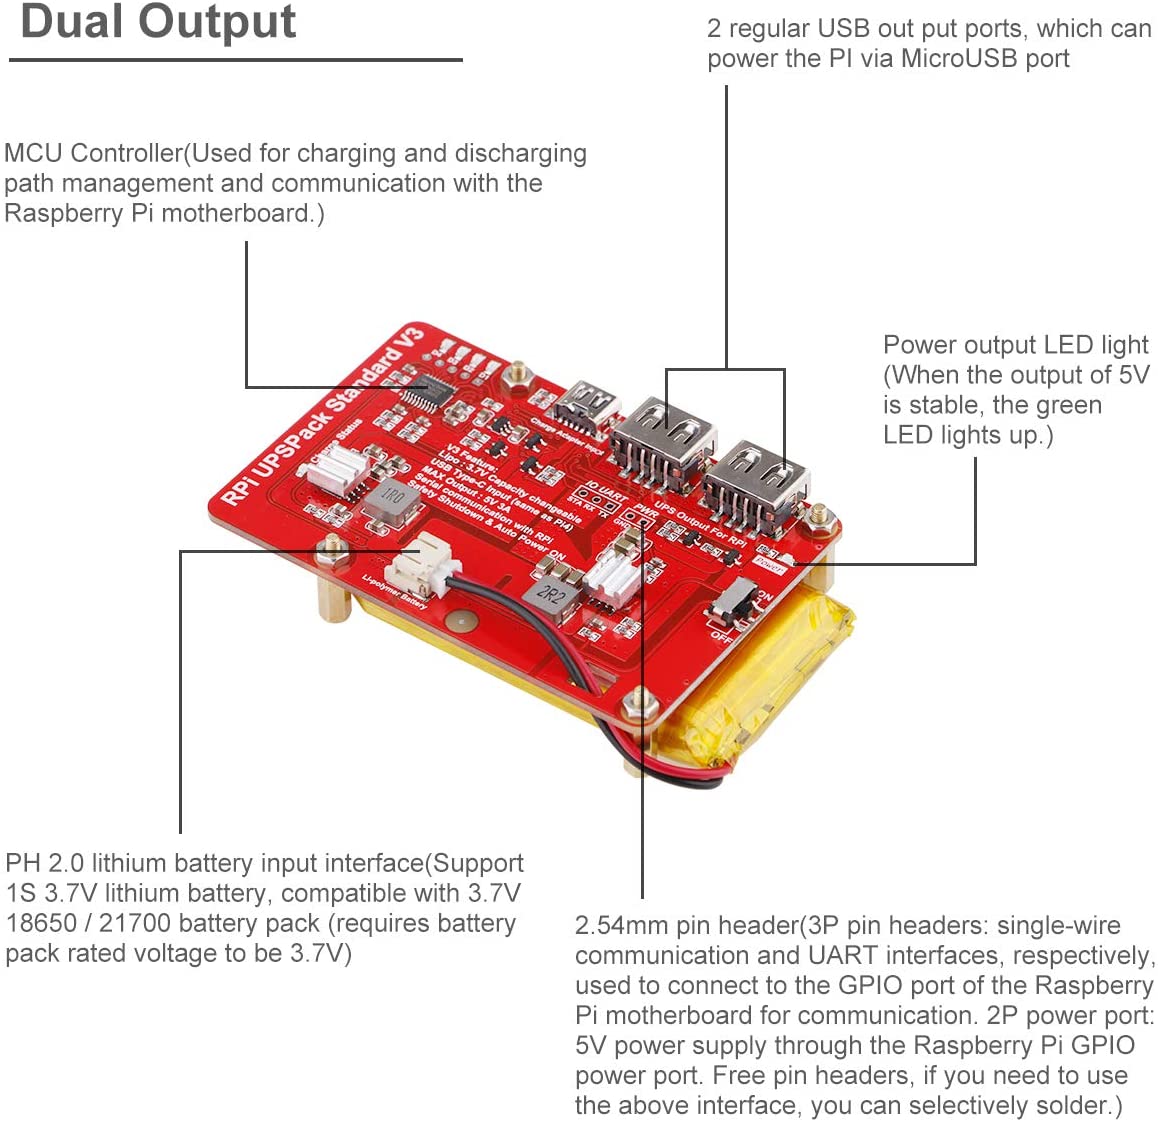 Dual Output
2 regular USB out put ports, which can
power the PI via MicroUSB port
MCU Controller(Used for charging and discharging
path management and communication with the
Raspberry Pi motherboard.)
Power output LED light
(When the output of 5V
is stable, the green
LED lights up.)
RPi UPSPack Standard V3
Status
Charge Adapter
V3 Feature:
Lipo : 3.7V Capacity changeable
USB Type-C Input (same as Pi4)
MAX Output : 5V 3A
Serial communication with RPi
Safety Shutdown & Auto Power ON
IO UART
STA RX TX
PWR
GND
UPS Output For RPi
Power
ON
OFF
1R0
2R2
Li-polymer Battery
PH 2.0 lithium battery input interface(Support
1S 3.7V lithium battery, compatible with 3.7V
18650 / 21700 battery pack (requires battery
pack rated voltage to be 3.7V)
2.54mm pin header(3P pin headers: single-wire
communication and UART interfaces, respectively,
used to connect to the GPIO port of the Raspberry
Pi motherboard for communication. 2P power port:
5V power supply through the Raspberry Pi GPIO
power port. Free pin headers, if you need to use
the above interface, you can selectively solder.)